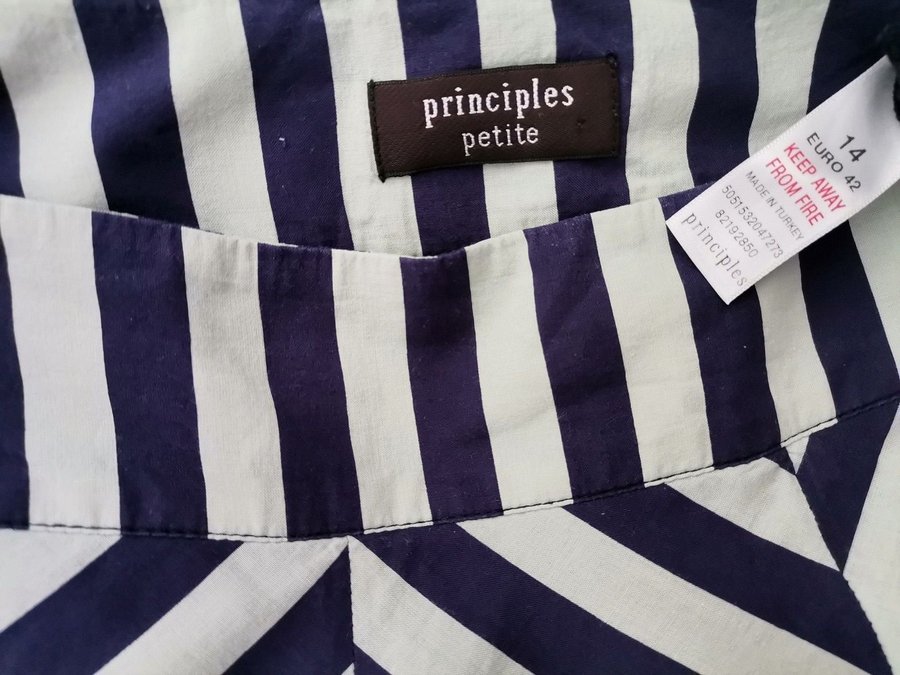 principles
petite
14
EURO 42
KEEP AWAY
FROM FIRE
MADE IN TURKEY
5051532047273
82192850
principles